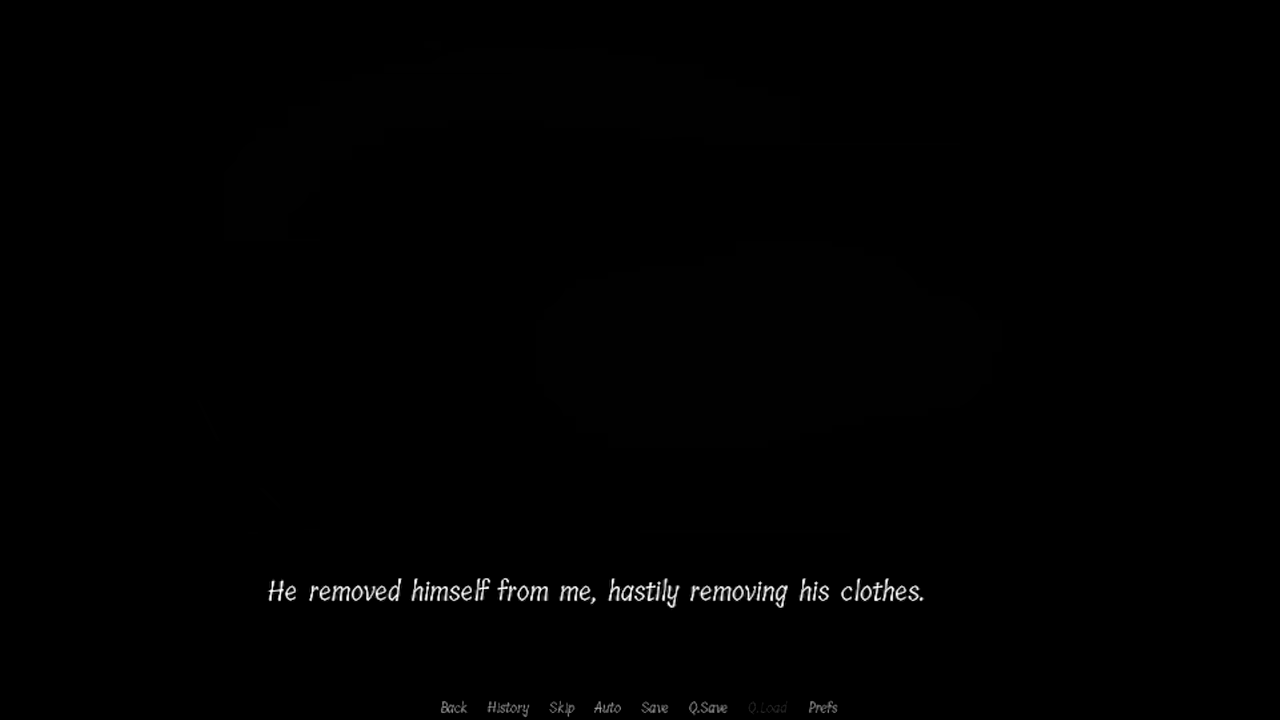 He removed himself from me, hastily removing his clothes.
Back History Skip Auto Save Q.Save Q.Load Prefs